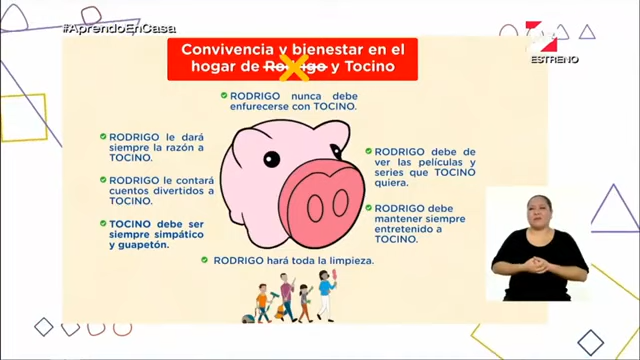 #AprendoEnCasa
ESTRENO
Convivencia y bienestar en el
hogar de Rodrigo y Tocino
RODRIGO nunca debe
enfurecerse con TOCINO.
RODRIGO le dará
siempre la razón a
TOCINO.
RODRIGO le contará
cuentos divertidos a
TOCINO.
TOCINO debe ser
siempre simpático
y guapetón.
RODRIGO debe de
ver las películas y
series que TOCINO
quiera.
RODRIGO debe
mantener siempre
entretenido a
TOCINO.
RODRIGO hará toda la limpieza.